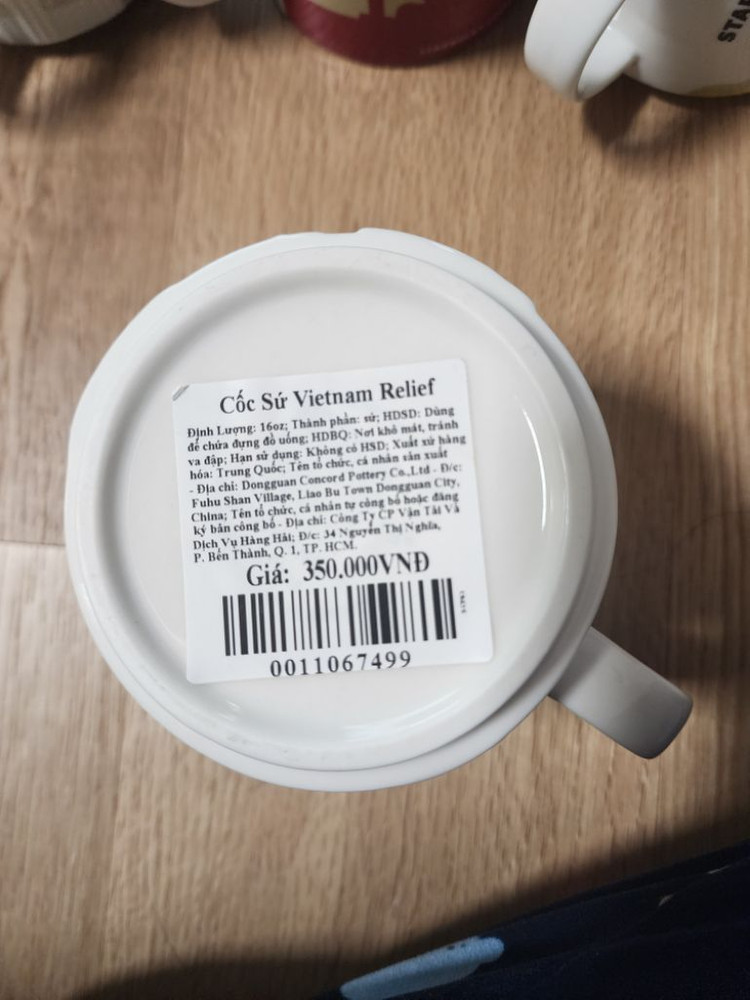 STAR
Cốc Sứ Vietnam Relief
Định Lượng: 16oz; Thành phần: sứ; HDSD: Dùng
để chứa đựng đồ uống; HDBQ: Nơi khô mát, tránh
va đập; Hạn sử dụng: Không có HSD; Xuất xứ hàng
hóa: Trung Quốc; Tên tổ chức, cá nhân sản xuất
- Địa chỉ: Dongguan Concord Pottery Co.,Ltd - Đ/c:
Fuhu Shan Village, Liao Bu Town Dongguan City,
China; Tên tổ chức, cá nhân tự công bố hoặc đăng
ký bản công bố - Địa chỉ: Công Ty CP Vận Tải Và
Dịch Vụ Hàng Hải; Đ/c: 34 Nguyễn Thị Nghĩa,
P. Bến Thành, Q. 1, TP. HCM.
Giá: 350.000VNĐ
0011067499